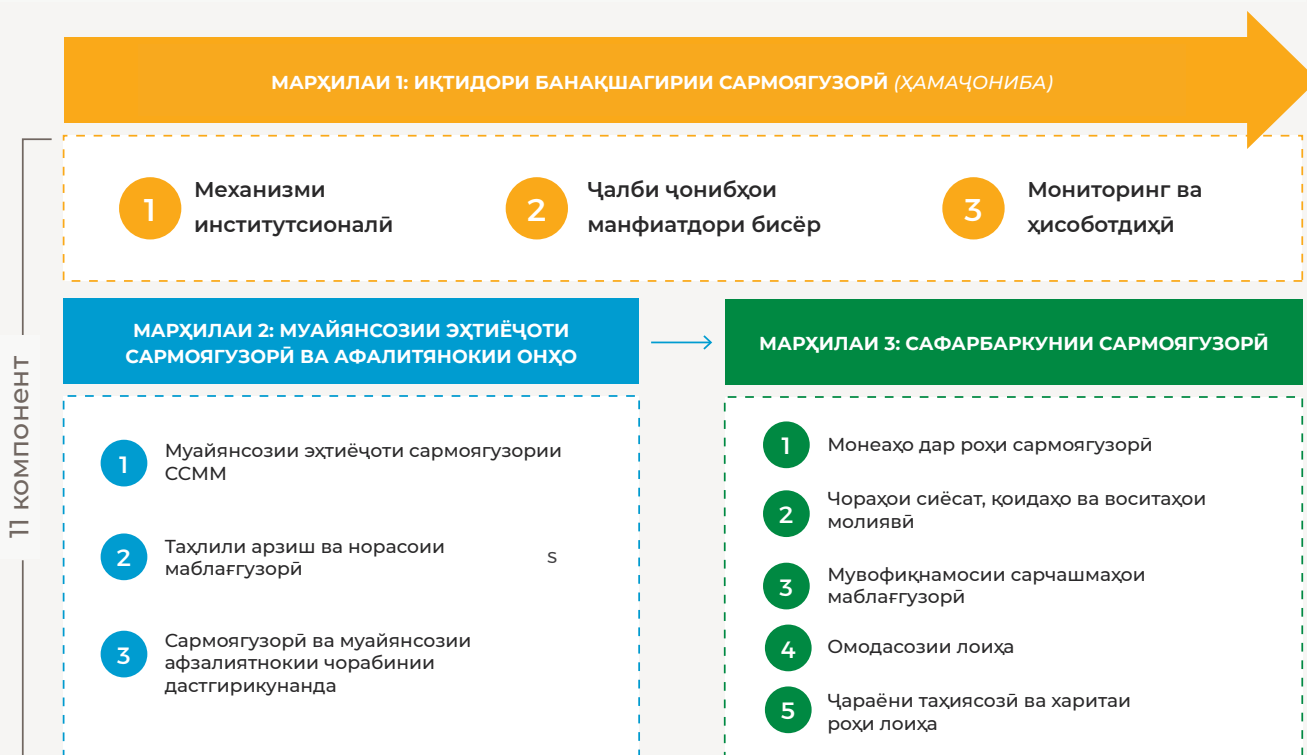 МАРҲИЛАИ 1: ИҚТИДОРИ БАНАҚШАГИРИИ САРМОЯГУЗОРӢ (ҲАМАҶОНИБА)
1
Механизми
институтсионалӣ
2
Ҷалби ҷонибҳои
манфиатдори бисёр
3
Мониторинг ва
ҳисоботдиҳӣ
11 компонент
МАРҲИЛАИ 2: МУАЙЯНСОЗИИ ЭҲТИЁҶОТИ
САРМОЯГУЗОРӢ ВА АФАЛИТЯНОКИИ ОНҲО
1
Муайянсозии эҳтиёҷоти сармоягузории
ССММ
2
Таҳлили арзиш ва норасоии
маблағгузорӣ
s
3
Сармоягузорӣ ва муайянсозии
афзалиятнокии чорабинии
дастгирикунанда
МАРҲИЛАИ 3: САФАРБАРКУНИИ САРМОЯГУЗОРӢ
1
Монеаҳо дар роҳи сармоягузорӣ
2
Чораҳои сиёсат, қоидаҳо ва воситаҳои
молиявӣ
3
Мувофиқнамосии сарчашмаҳои
маблағгузорӣ
4
Омодасозии лоиҳа
5
Ҷараёни таҳиясозӣ ва харитаи
роҳи лоиҳа